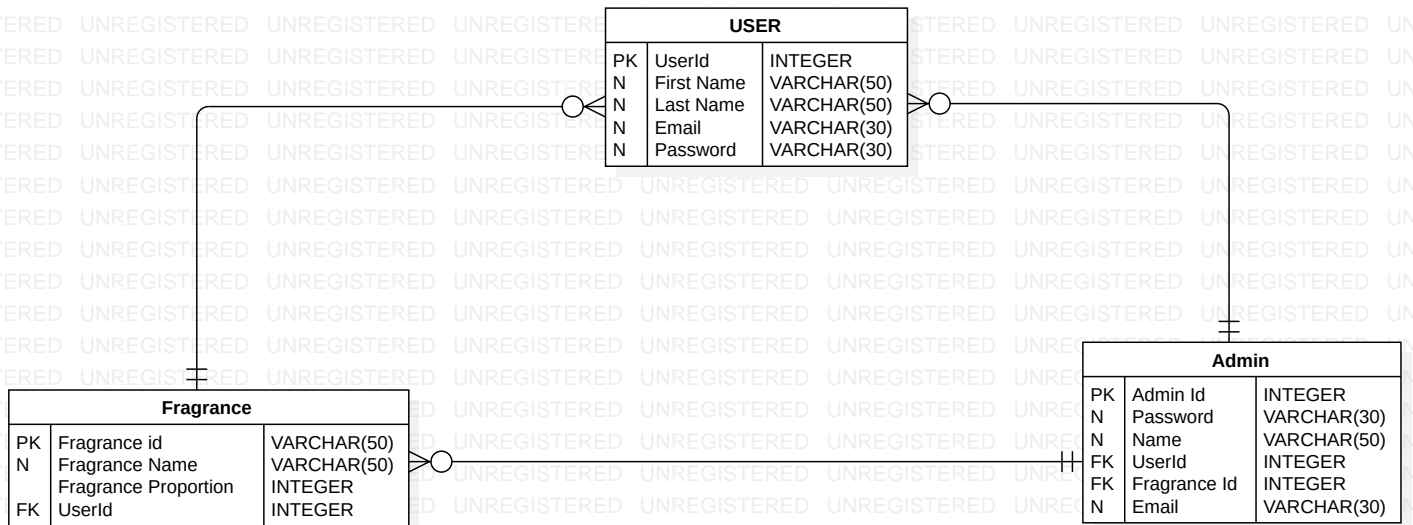 USER
PK UserId INTEGER
N First Name VARCHAR(50)
N Last Name VARCHAR(50)
N Email VARCHAR(30)
N Password VARCHAR(30)
Admin
PK Admin Id INTEGER
N Password VARCHAR(30)
N Name VARCHAR(50)
FK UserId INTEGER
FK Fragrance Id INTEGER
N Email VARCHAR(30)
Fragrance
PK Fragrance id VARCHAR(50)
N Fragrance Name VARCHAR(50)
Fragrance Proportion INTEGER
FK UserId INTEGER
UNREGISTERED